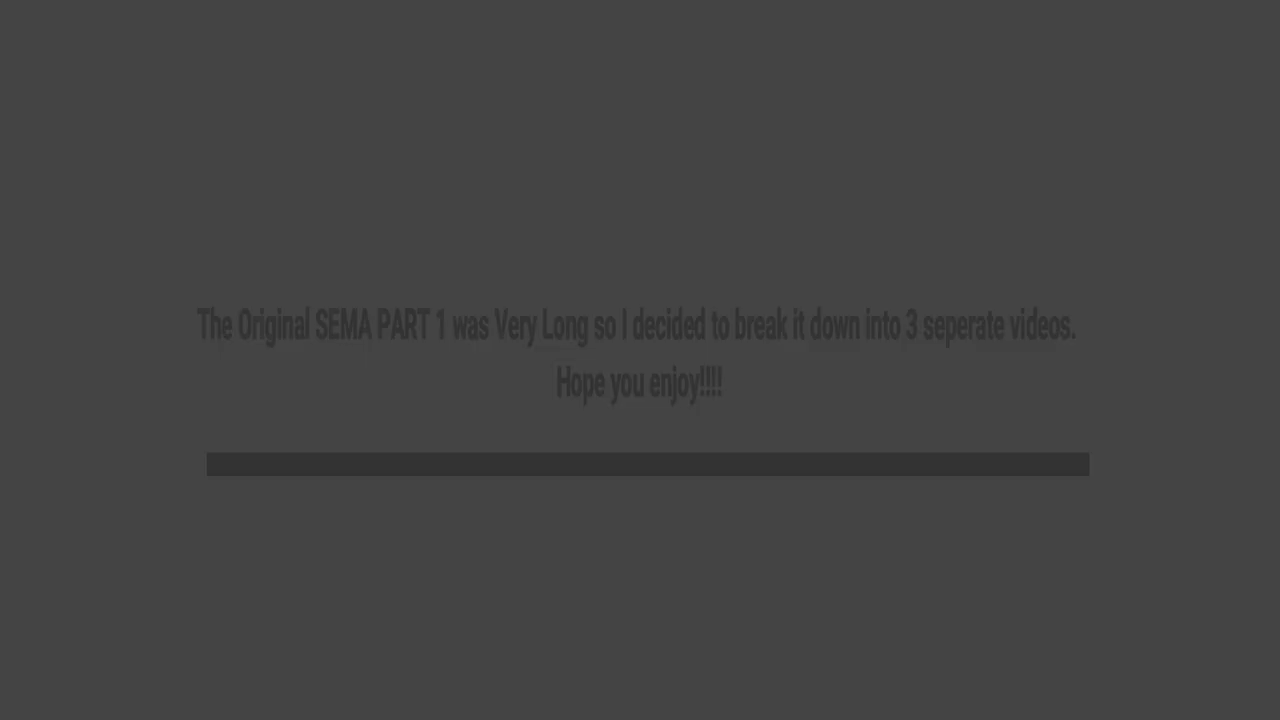 The Original SEMA PART 1 was Very Long so I decided to break it down into 3 seperate videos.
Hope you enjoy!!!!